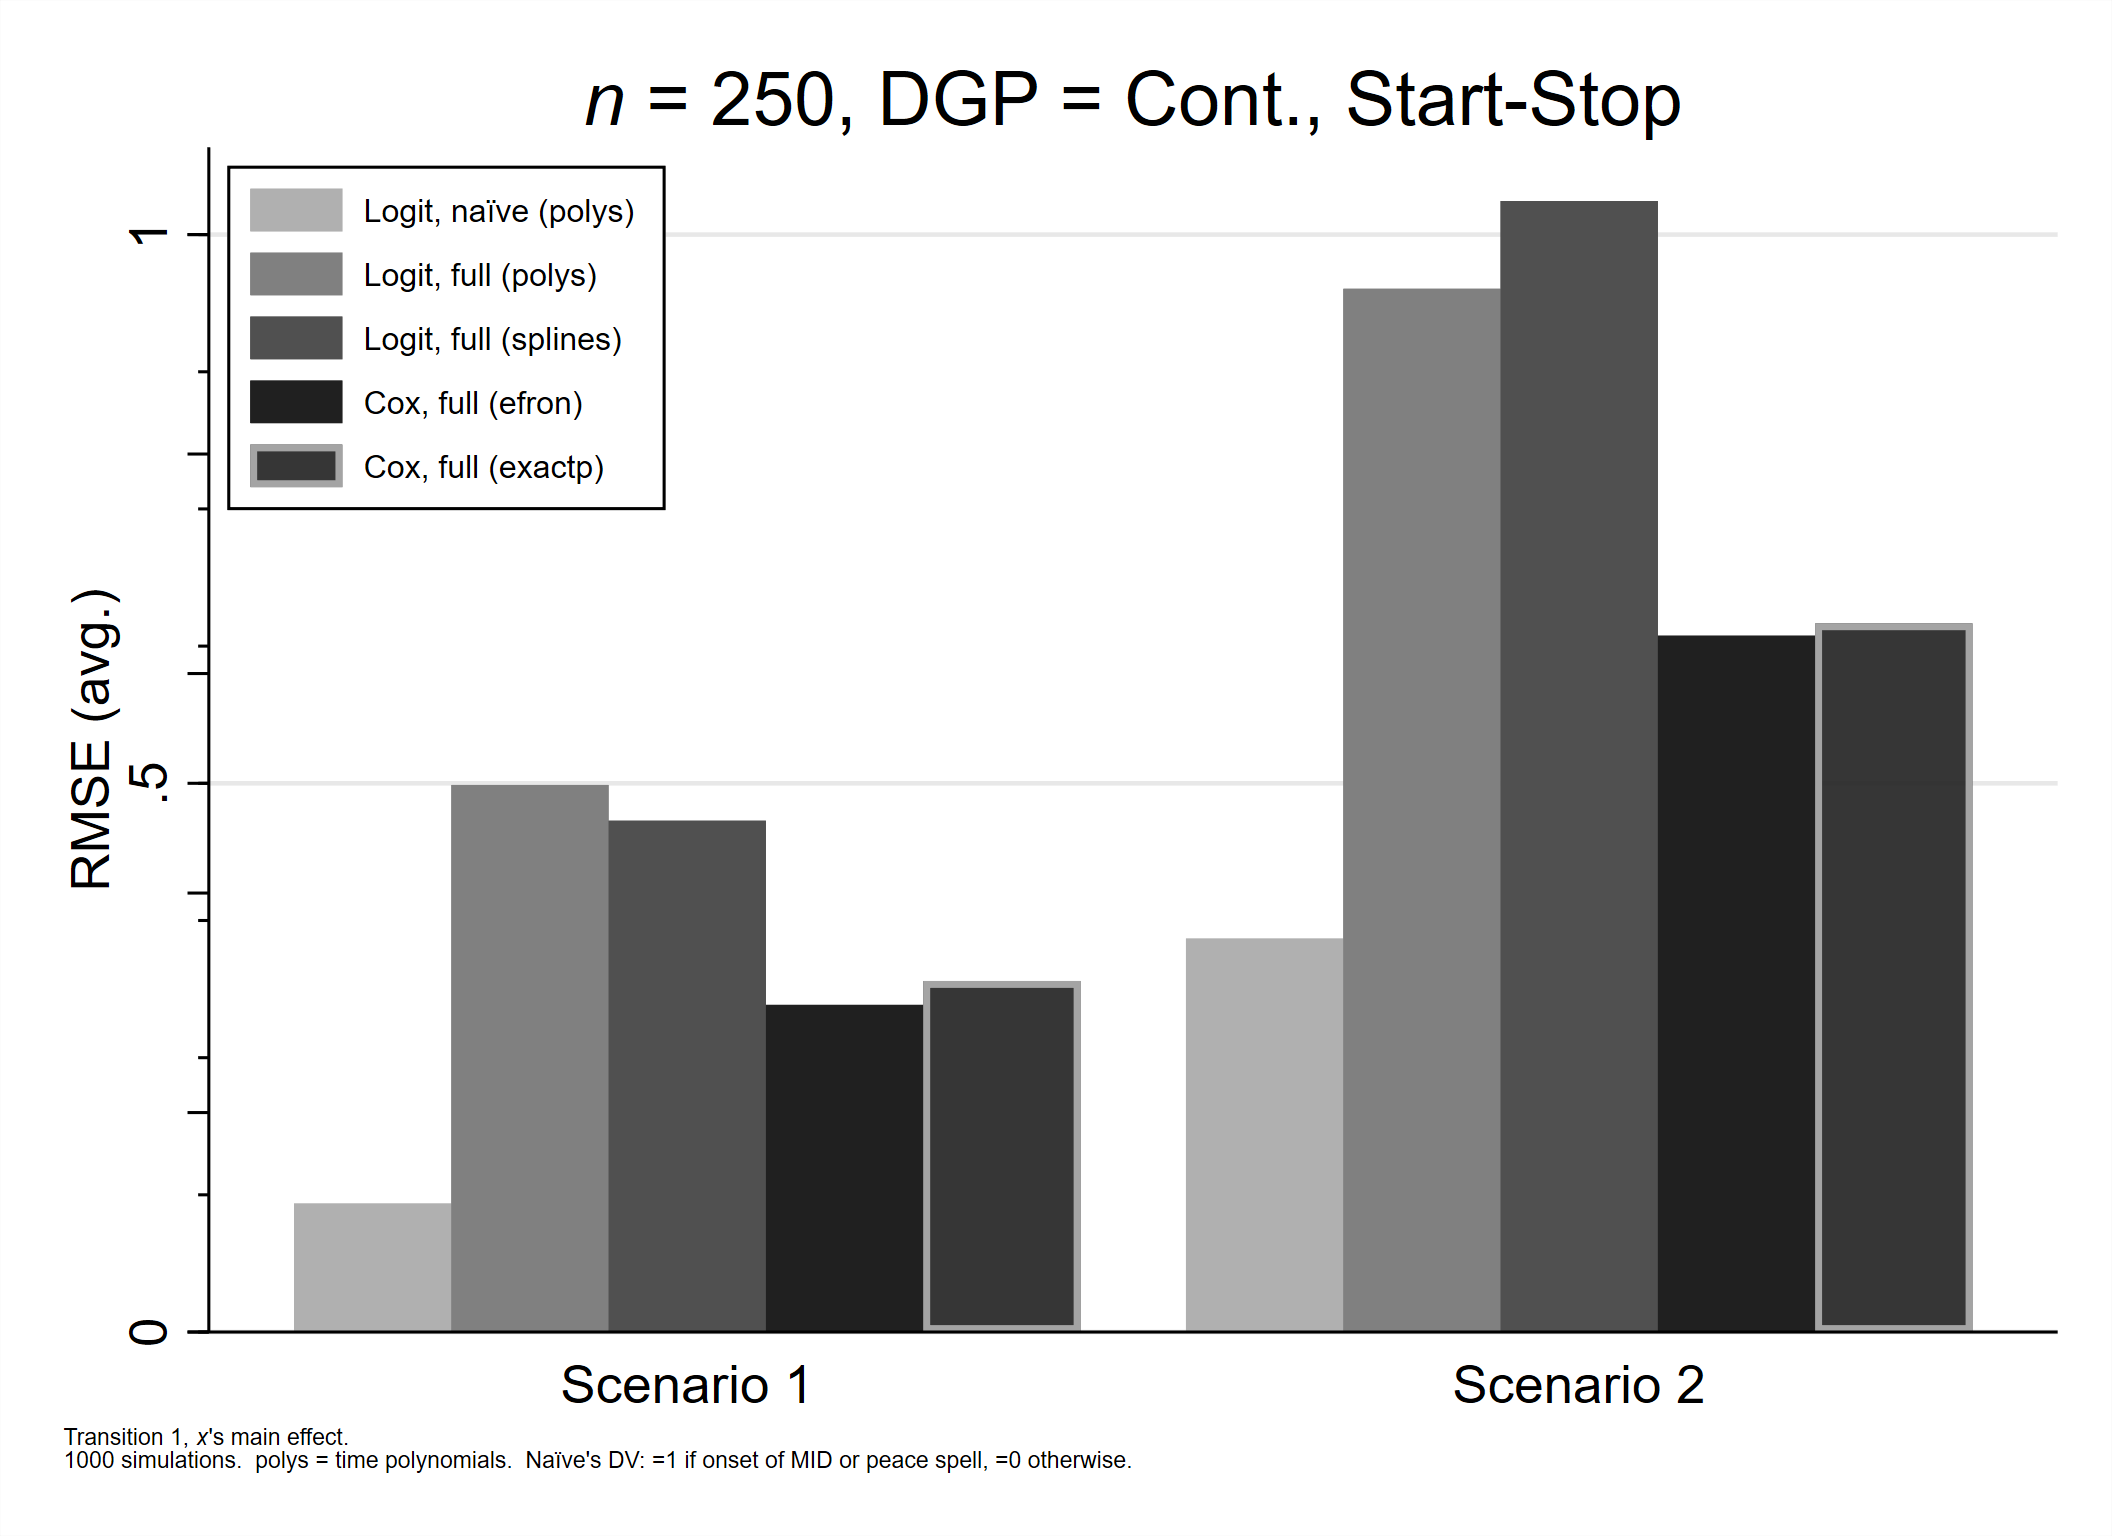 n = 250, DGP = Cont., Start-Stop
Logit, naïve (polys)
Logit, full (polys)
Logit, full (splines)
Cox, full (efron)
Cox, full (exactp)
RMSE (avg.)
1
.5
0
Scenario 1
Scenario 2
Transition 1, x's main effect.
1000 simulations.  polys = time polynomials.  Naïve's DV: =1 if onset of MID or peace spell, =0 otherwise.